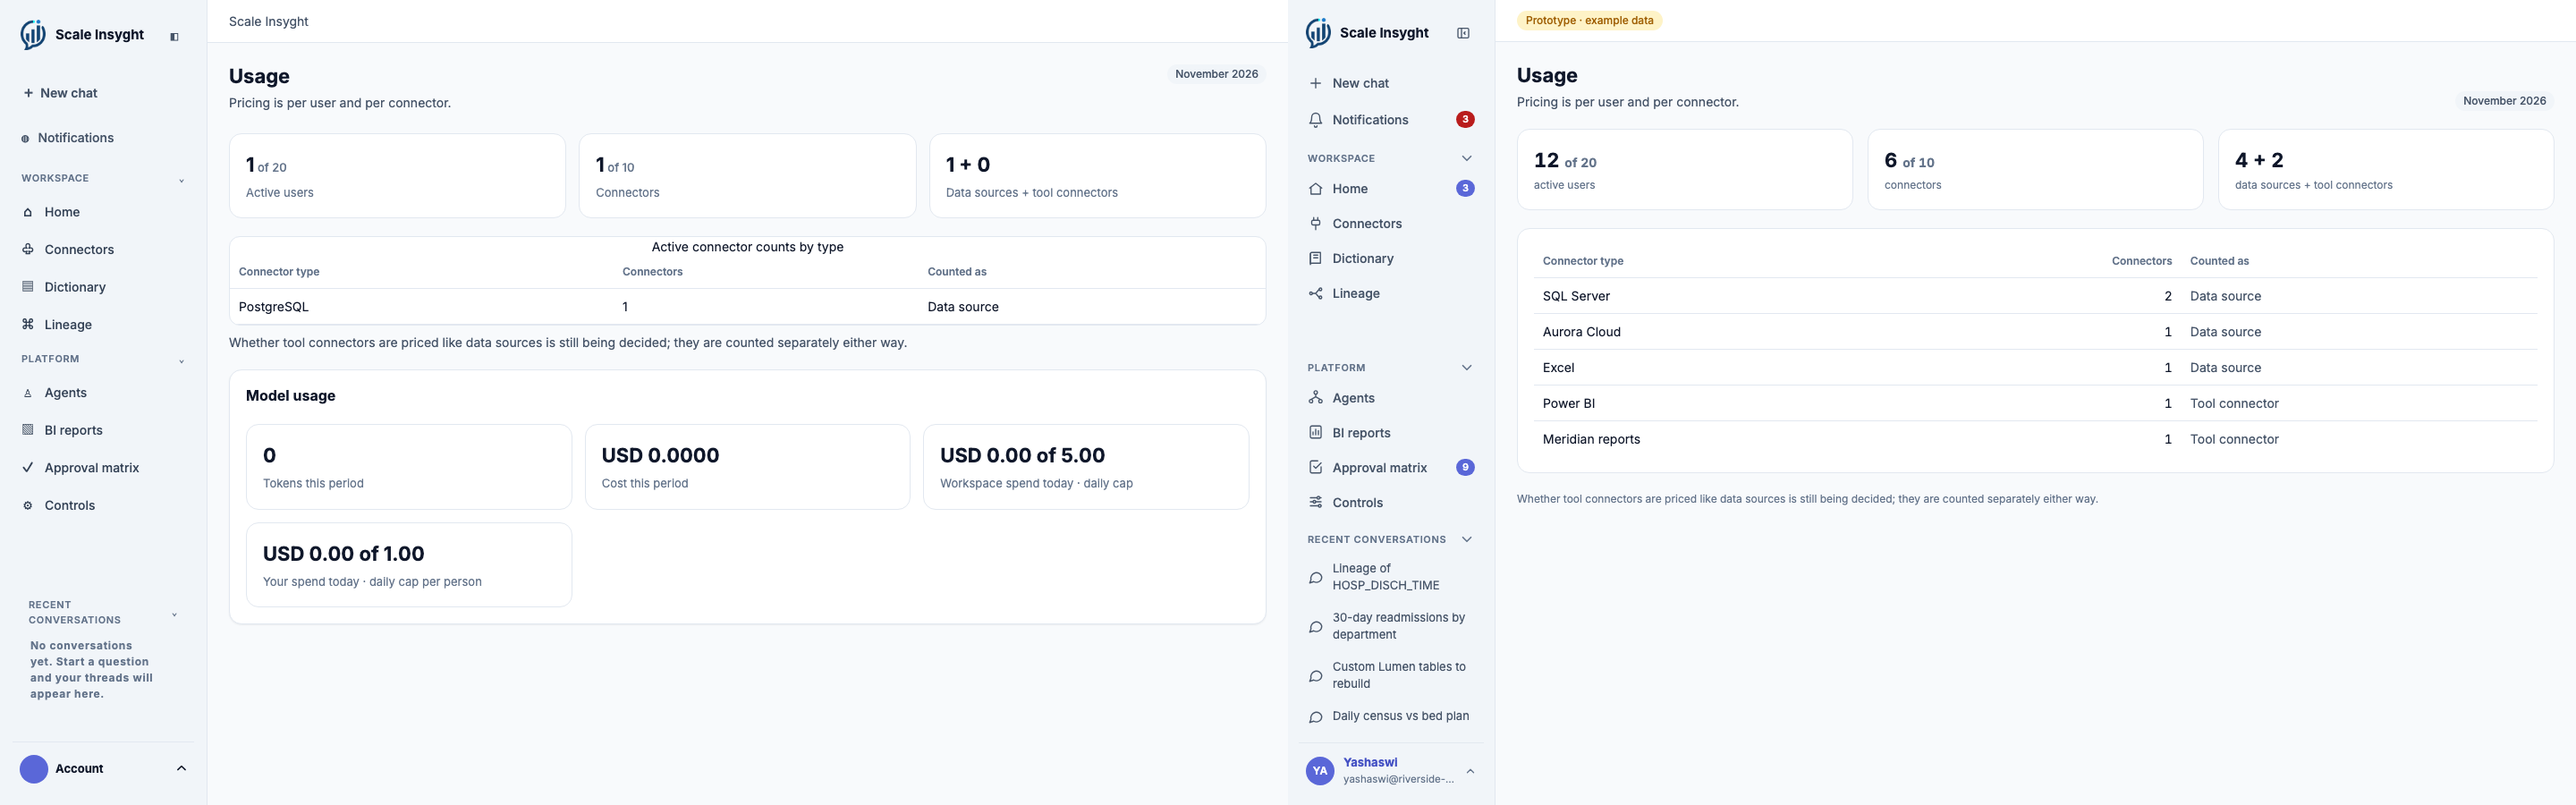 Scale Insyght
+ New chat
Notifications
WORKSPACE
Home
Connectors
Dictionary
Lineage
PLATFORM
Agents
BI reports
Approval matrix
Controls
RECENT
CONVERSATIONS
No conversations
yet. Start a question
and your threads will
appear here.
Account
Scale Insyght
Usage
November 2026
Pricing is per user and per connector.
1 of 20
Active users
1 of 10
Connectors
1 + 0
Data sources + tool connectors
Active connector counts by type
Connector type Connectors Counted as
PostgreSQL 1 Data source
Whether tool connectors are priced like data sources is still being decided; they are counted separately either way.
Model usage
0
Tokens this period
USD 0.0000
Cost this period
USD 0.00 of 5.00
Workspace spend today · daily cap
USD 0.00 of 1.00
Your spend today · daily cap per person
Scale Insyght
+ New chat
Notifications 3
WORKSPACE
Home 3
Connectors
Dictionary
Lineage
PLATFORM
Agents
BI reports
Approval matrix 9
Controls
RECENT CONVERSATIONS
Lineage of
HOSP_DISCH_TIME
30-day readmissions by
department
Custom Lumen tables to
rebuild
Daily census vs bed plan
YA
Yashaswi
yashaswi@riverside-...
Prototype · example data
Usage
Pricing is per user and per connector.
November 2026
12 of 20
active users
6 of 10
connectors
4 + 2
data sources + tool connectors
Connector type Connectors Counted as
SQL Server 2 Data source
Aurora Cloud 1 Data source
Excel 1 Data source
Power BI 1 Tool connector
Meridian reports 1 Tool connector
Whether tool connectors are priced like data sources is still being decided; they are counted separately either way.